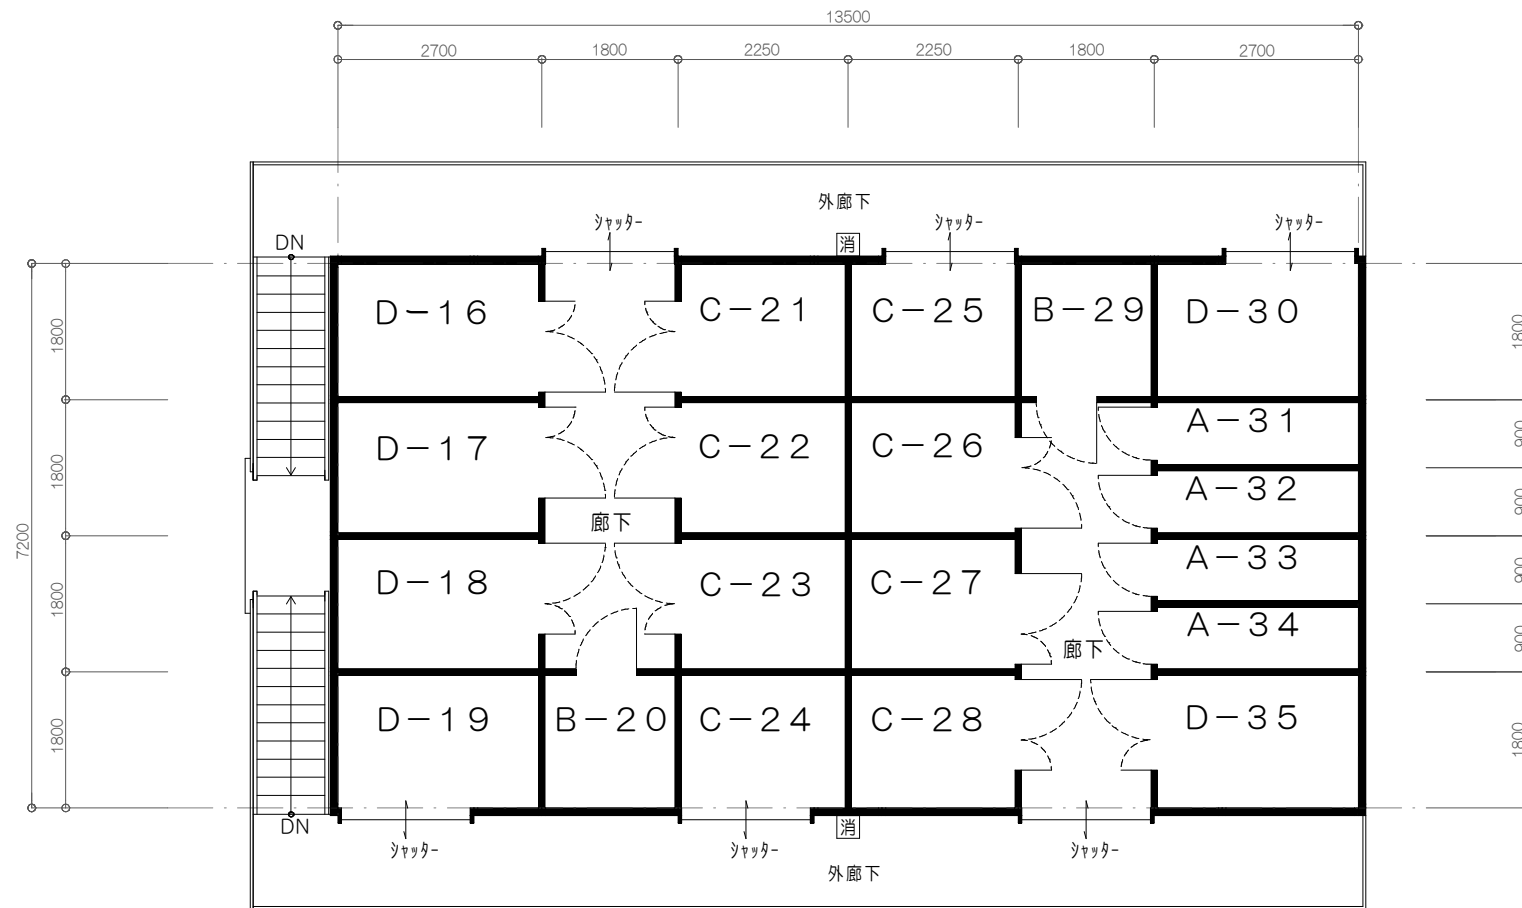 13500
2700 1800 2250 2250 1800 2700
外廊下
シャッター シャッター シャッター
DN 消
D-16 C-21 C-25 B-29 D-30
1800 1800
D-17 C-22 C-26 A-31
900
1800 A-32
900
7200
廊下
D-18 C-23 C-27 A-33
900
1800 A-34
900
廊下
D-19 B-20 C-24 C-28 D-35
1800 1800
DN 消
シャッター シャッター シャッター
外廊下